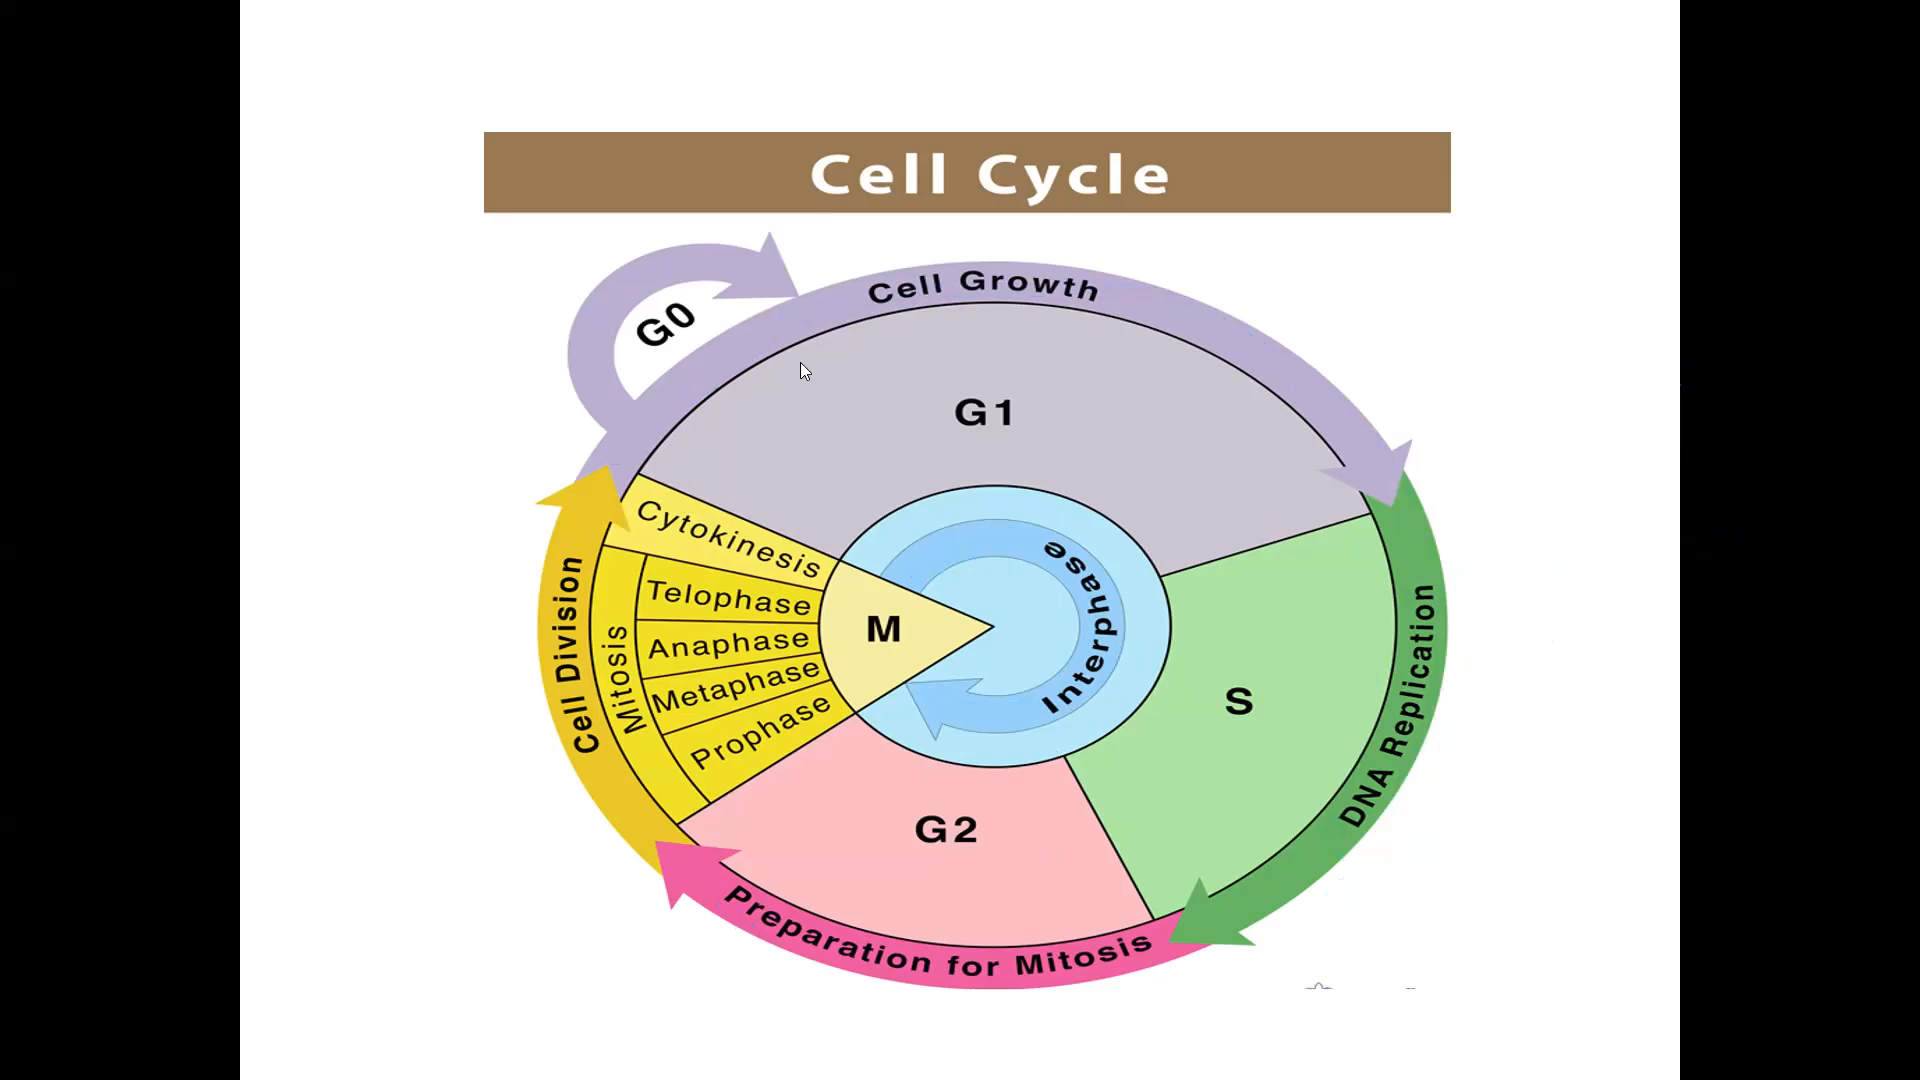 Cell Cycle
G0
Cell Growth
G1
Cytokinesis
Telophase
Anaphase
Metaphase
Prophase
Mitosis
Cell Division
M
Interphase
S
DNA Replication
G2
Preparation for Mitosis